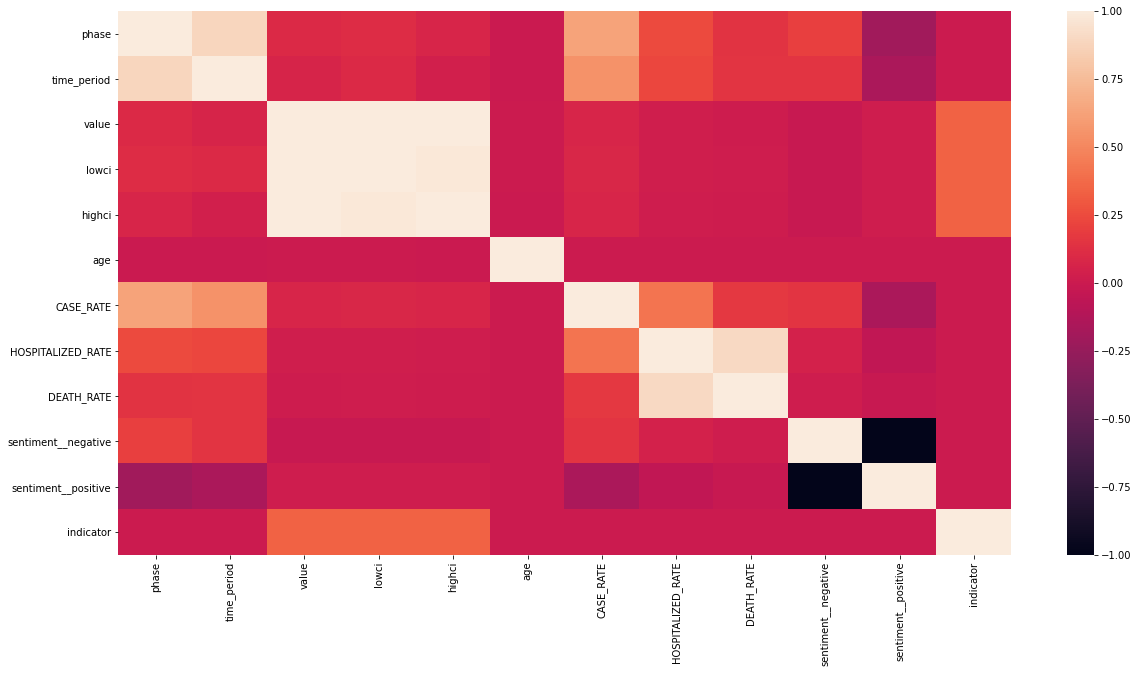 phase
time_period
value
lowci
highci
age
CASE_RATE
HOSPITALIZED_RATE
DEATH_RATE
sentiment__negative
sentiment__positive
indicator
phase
time_period
value
lowci
highci
age
CASE_RATE
HOSPITALIZED_RATE
DEATH_RATE
sentiment__negative
sentiment__positive
indicator
1.00
0.75
0.50
0.25
0.00
−0.25
−0.50
−0.75
−1.00